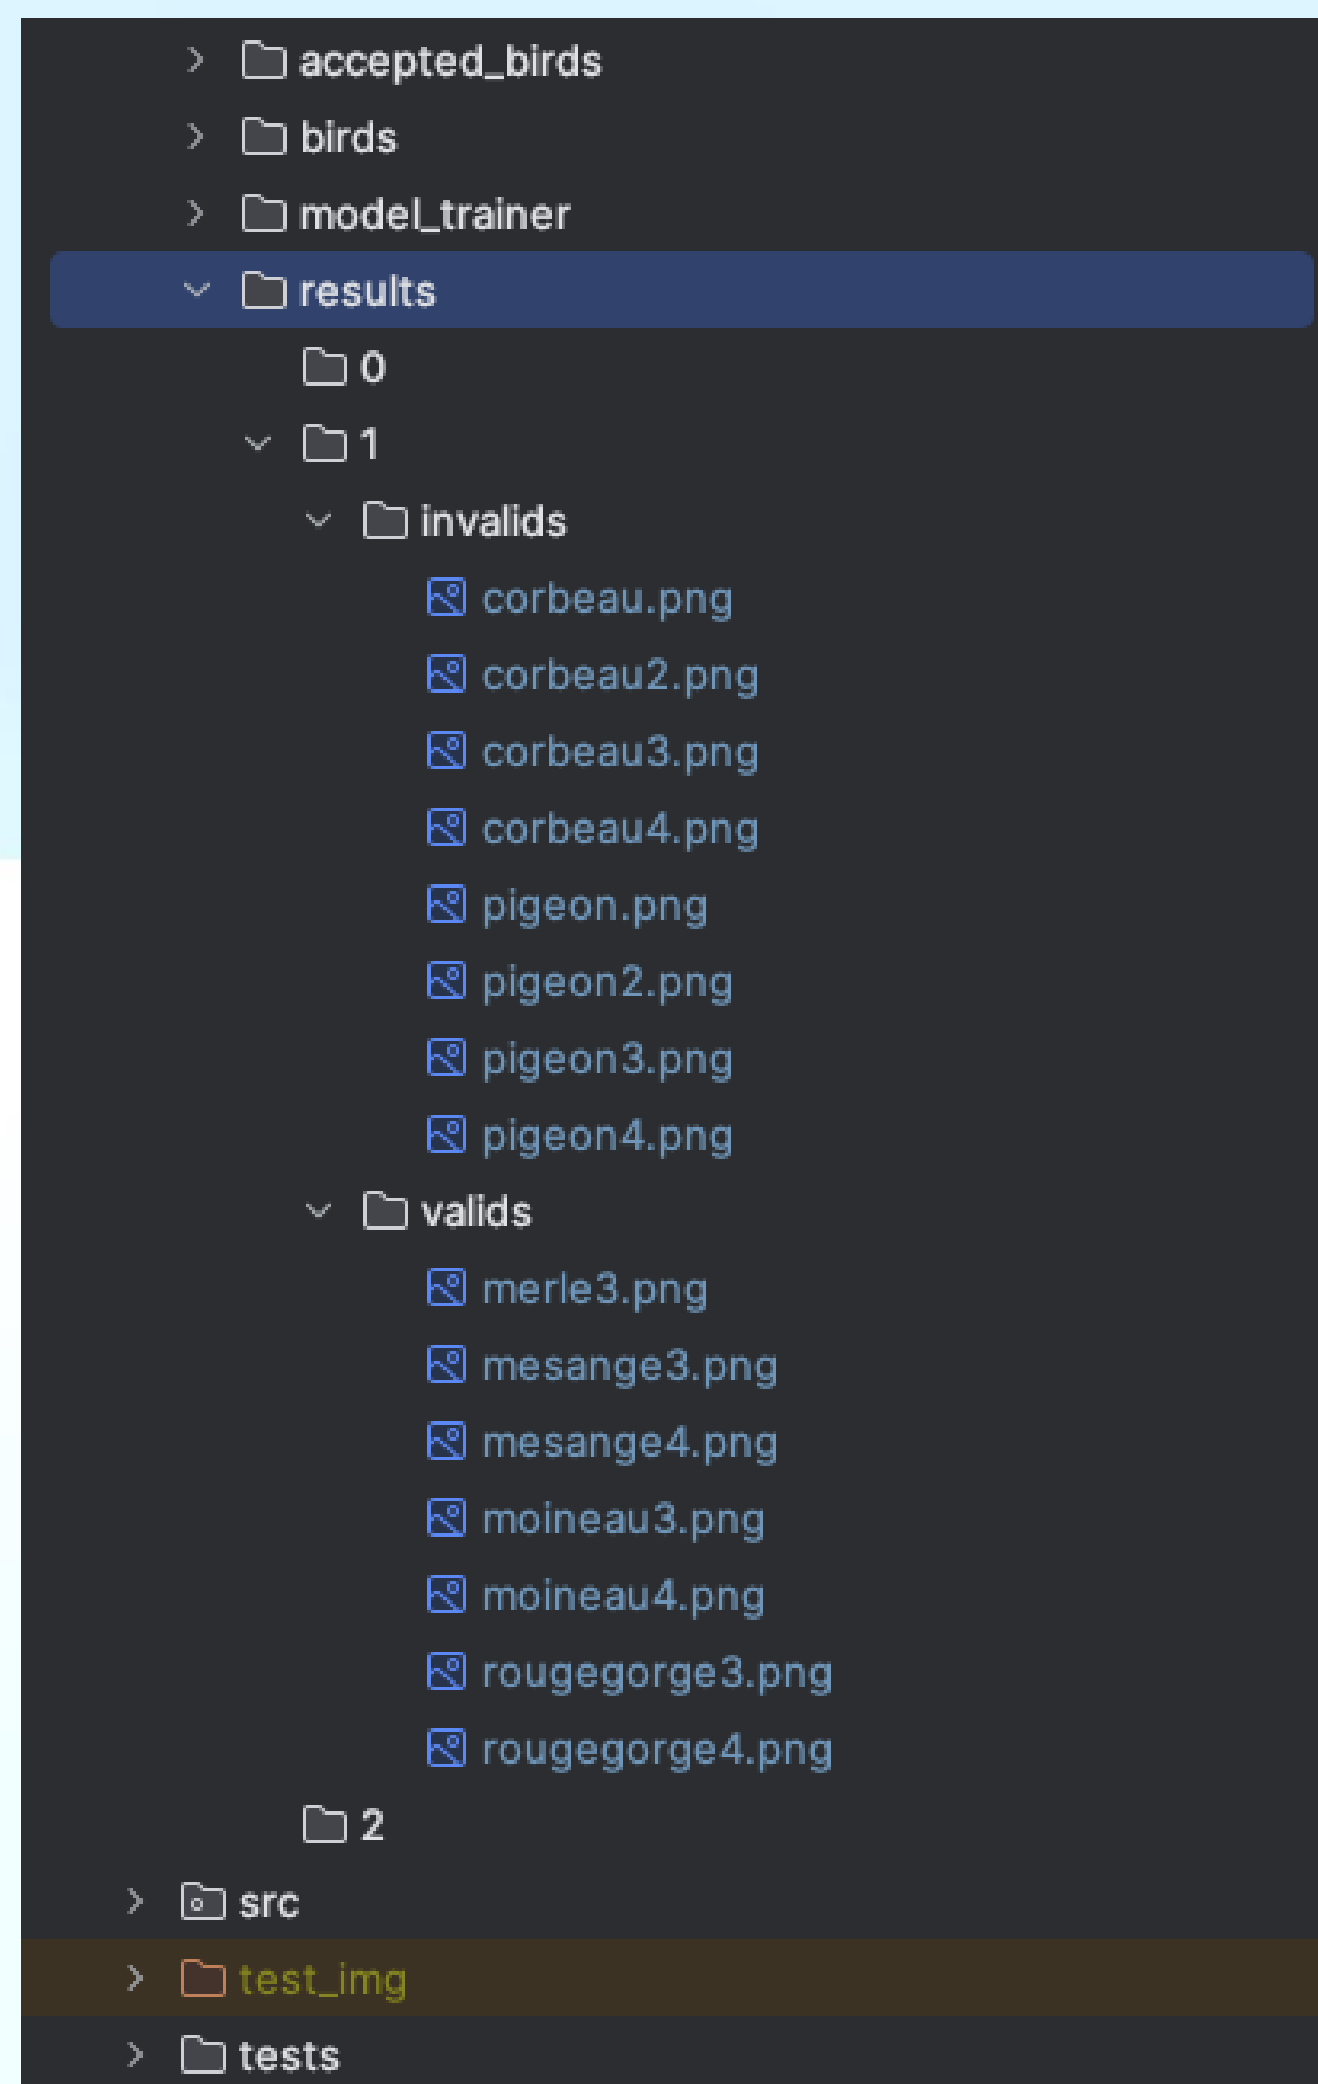 accepted_birds
birds
model_trainer
results
0
1
invalids
corbeau.png
corbeau2.png
corbeau3.png
corbeau4.png
pigeon.png
pigeon2.png
pigeon3.png
pigeon4.png
valids
merle3.png
mesange3.png
mesange4.png
moineau3.png
moineau4.png
rougegorge3.png
rougegorge4.png
2
src
test_img
tests